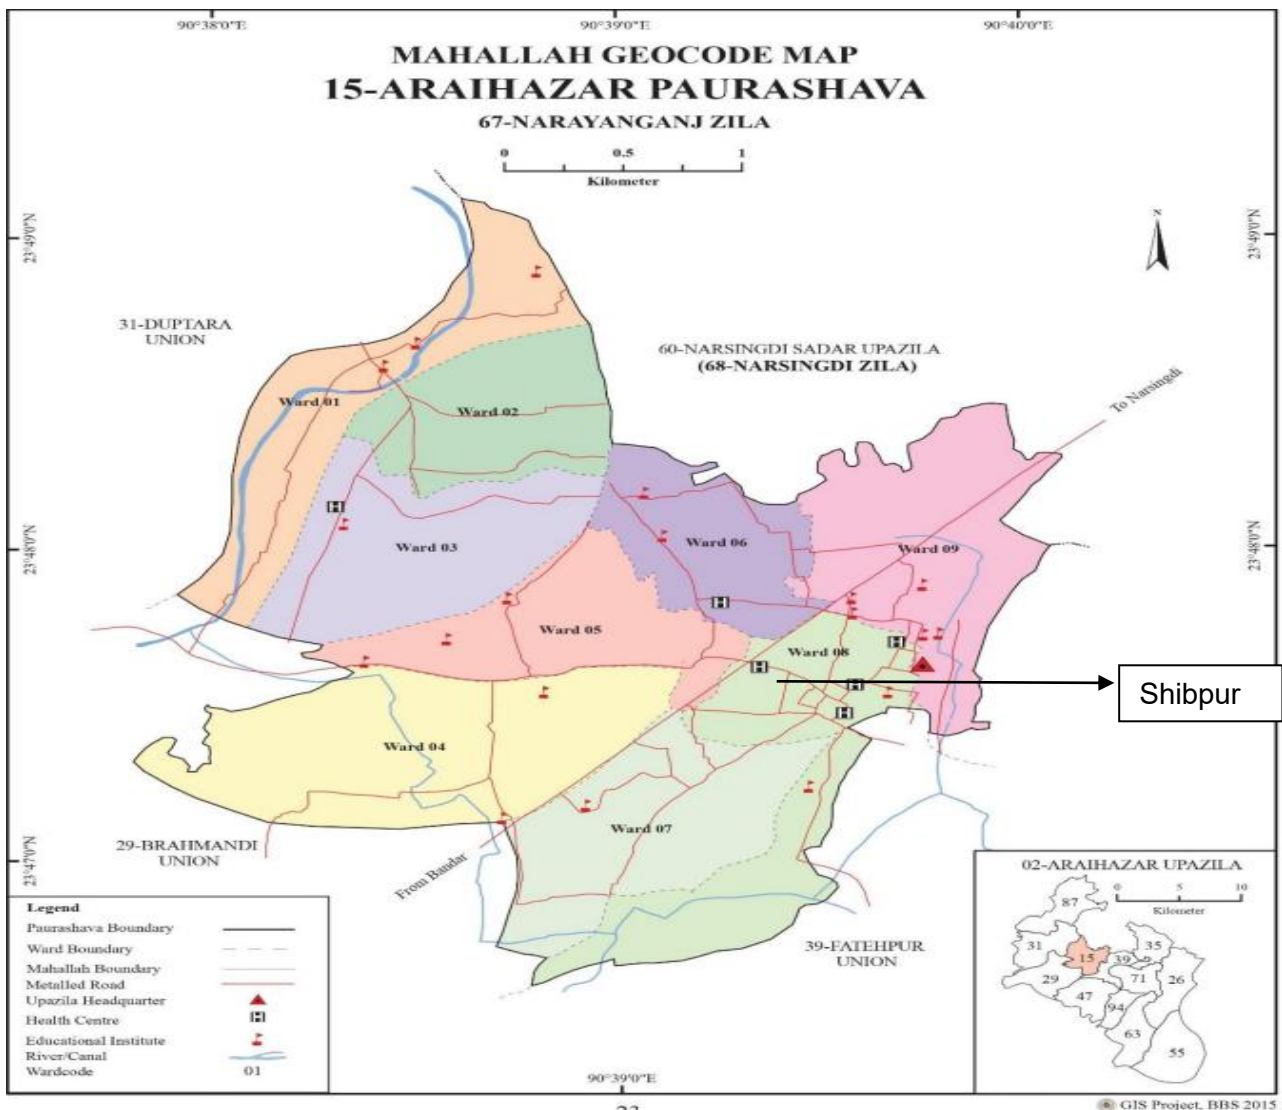 90°38'0"E
90°39'0"E
90°40'0"E
MAHALLAH GEOCODE MAP
15-ARAIHAZAR PAURASHAVA
67-NARAYANGANJ ZILA
0 0.5 1
Kilometer
N
23°49'0"N
23°49'0"N
31-DUPTARA
UNION
60-NARSINGDI SADAR UPAZILA
(68-NARSINGDI ZILA)
To Narsingdi
Ward 01
Ward 02
Ward 03
Ward 06
Ward 09
23°48'0"N
23°48'0"N
Ward 05
Ward 08
Shibpur
Ward 04
Ward 07
29-BRAHMANDI
UNION
From Bandar
23°47'0"N
39-FATEHPUR
UNION
Legend
Paurashava Boundary
Ward Boundary
Mahallah Boundary
Metalled Road
Upazila Headquarter
Health Centre
H
Educational Institute
River/Canal
Wardcode 01
02-ARAIHAZAR UPAZILA
0 5 10
Kilometer
87
31
35
15
39
29
71
26
47
94
63
55
90°39'0"E
GIS Project, BBS 2015